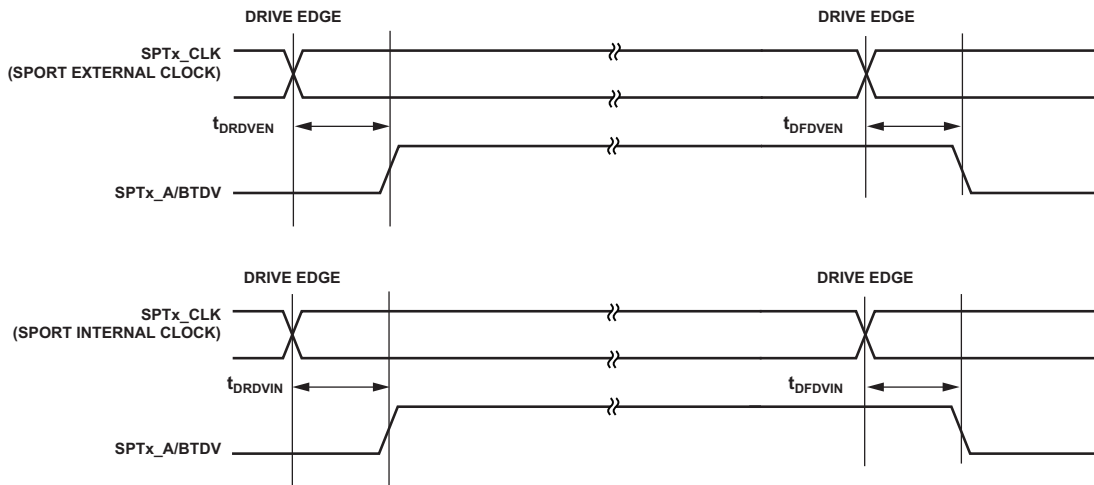 DRIVE EDGE DRIVE EDGE
SPTx_CLK
(SPORT EXTERNAL CLOCK)
tDRDVEN tDFDVEN
SPTx_A/BTDV
DRIVE EDGE DRIVE EDGE
SPTx_CLK
(SPORT INTERNAL CLOCK)
tDRDVIN tDFDVIN
SPTx_A/BTDV